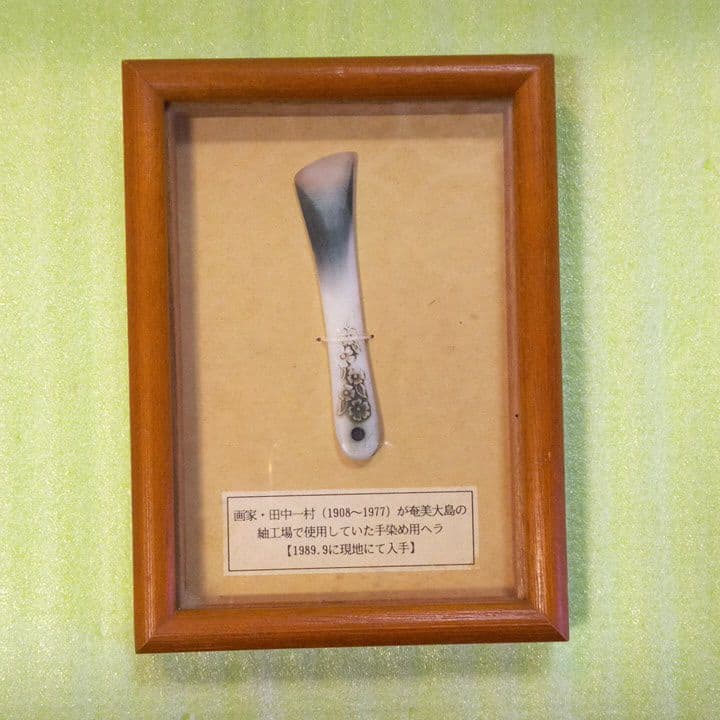 画家・田中一村（1908～1977）が奄美大島の
紬工場で使用していた手染め用ヘラ
【1989.9に現地にて入手】